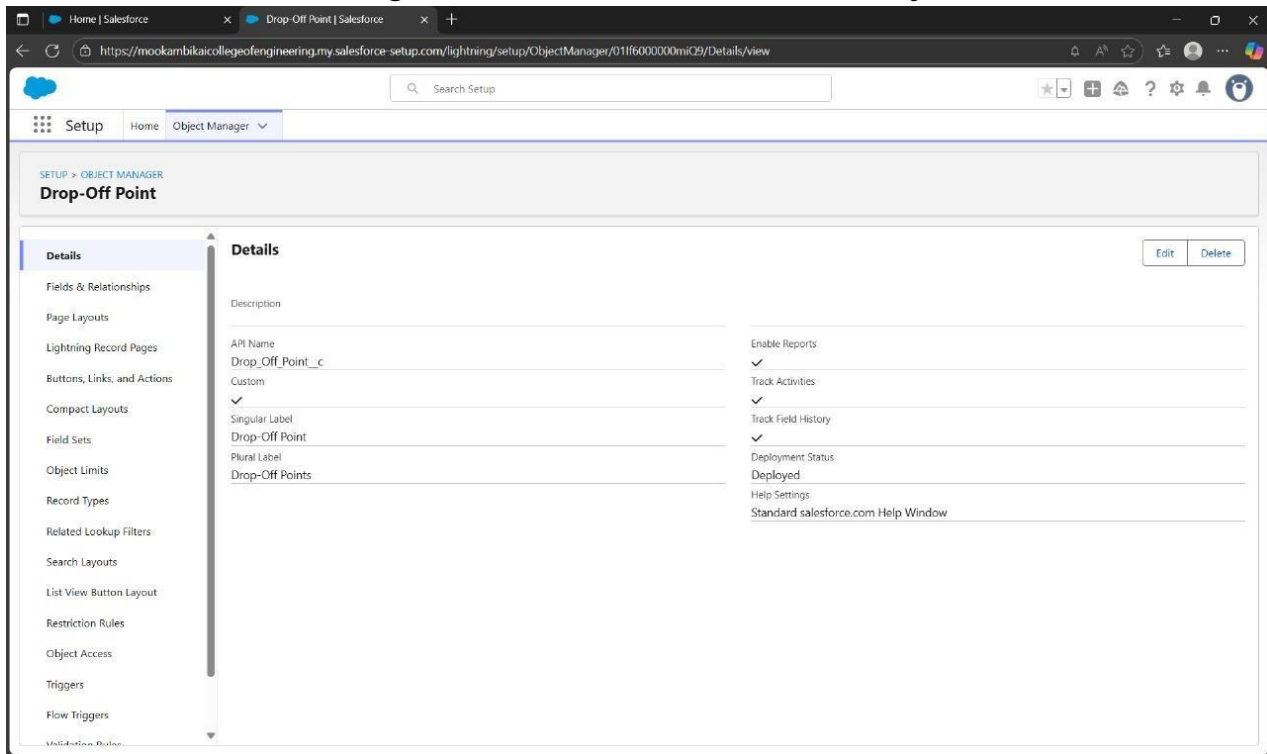 Home | Salesforce
Drop-Off Point | Salesforce
https://mookambikaicollegeofengineering.my.salesforce-setup.com/lightning/setup/ObjectManager/01If6000000miQ9/Details/view
Search Setup
Setup
Home
Object Manager
SETUP > OBJECT MANAGER
Drop-Off Point
Details
Fields & Relationships
Page Layouts
Lightning Record Pages
Buttons, Links, and Actions
Compact Layouts
Field Sets
Object Limits
Record Types
Related Lookup Filters
Search Layouts
List View Button Layout
Restriction Rules
Object Access
Triggers
Flow Triggers
Validation Rules
Details
Edit
Delete
Description
API Name
Drop_Off_Point__c
Custom
Singular Label
Drop-Off Point
Plural Label
Drop-Off Points
Enable Reports
Track Activities
Track Field History
Deployment Status
Deployed
Help Settings
Standard salesforce.com Help Window